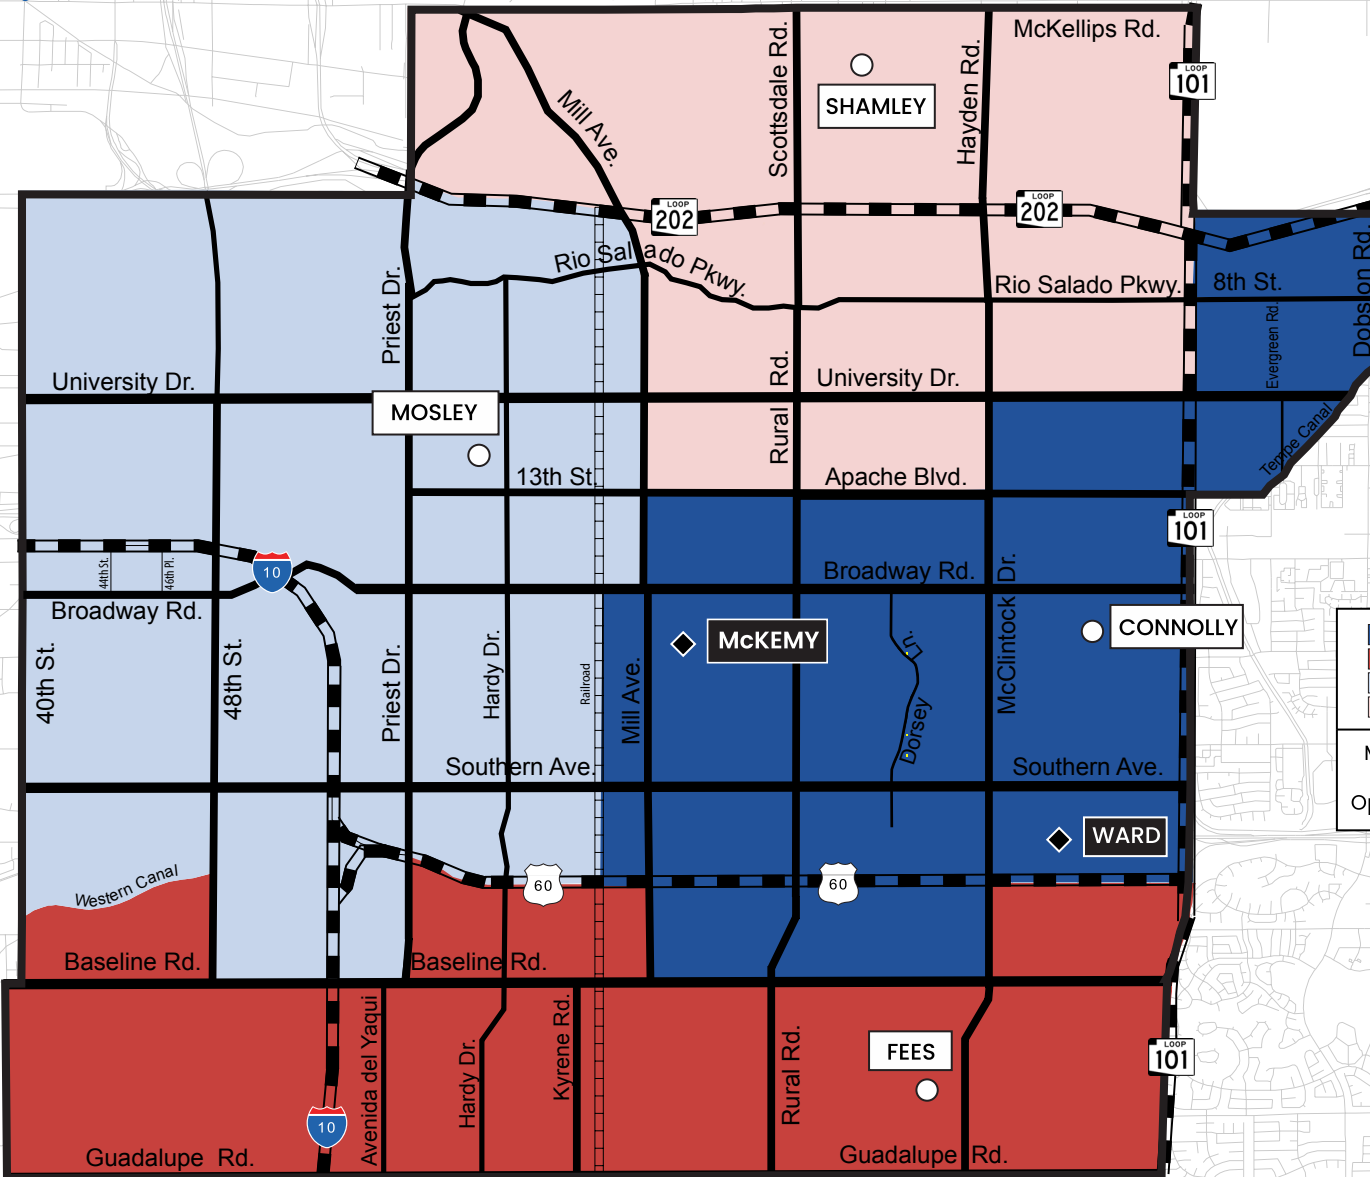 McKellips Rd.
Scottsdale Rd.
Hayden Rd.
LOOP
101
SHAMLEY
Mill Ave.
LOOP
202
LOOP
202
Rio Salado Pkwy.
Rio Salado Pkwy.
8th St.
Dobson Rd.
Evergreen Rd.
Priest Dr.
University Dr.
Rural Rd.
University Dr.
MOSLEY
Tempe Canal
13th St.
Apache Blvd.
LOOP
101
44th St.
46th Pl.
10
Broadway Rd.
Broadway Rd.
McClintock Dr.
CONNOLLY
McKEMY
40th St.
48th St.
Priest Dr.
Hardy Dr.
Railroad
Mill Ave.
Dorsey Ln.
Southern Ave.
Southern Ave.
WARD
60
60
Western Canal
Baseline Rd.
Baseline Rd.
Avenida del Yaqui
Hardy Dr.
Kyrene Rd.
Rural Rd.
FEES
LOOP
101
10
Guadalupe Rd.
Guadalupe Rd.